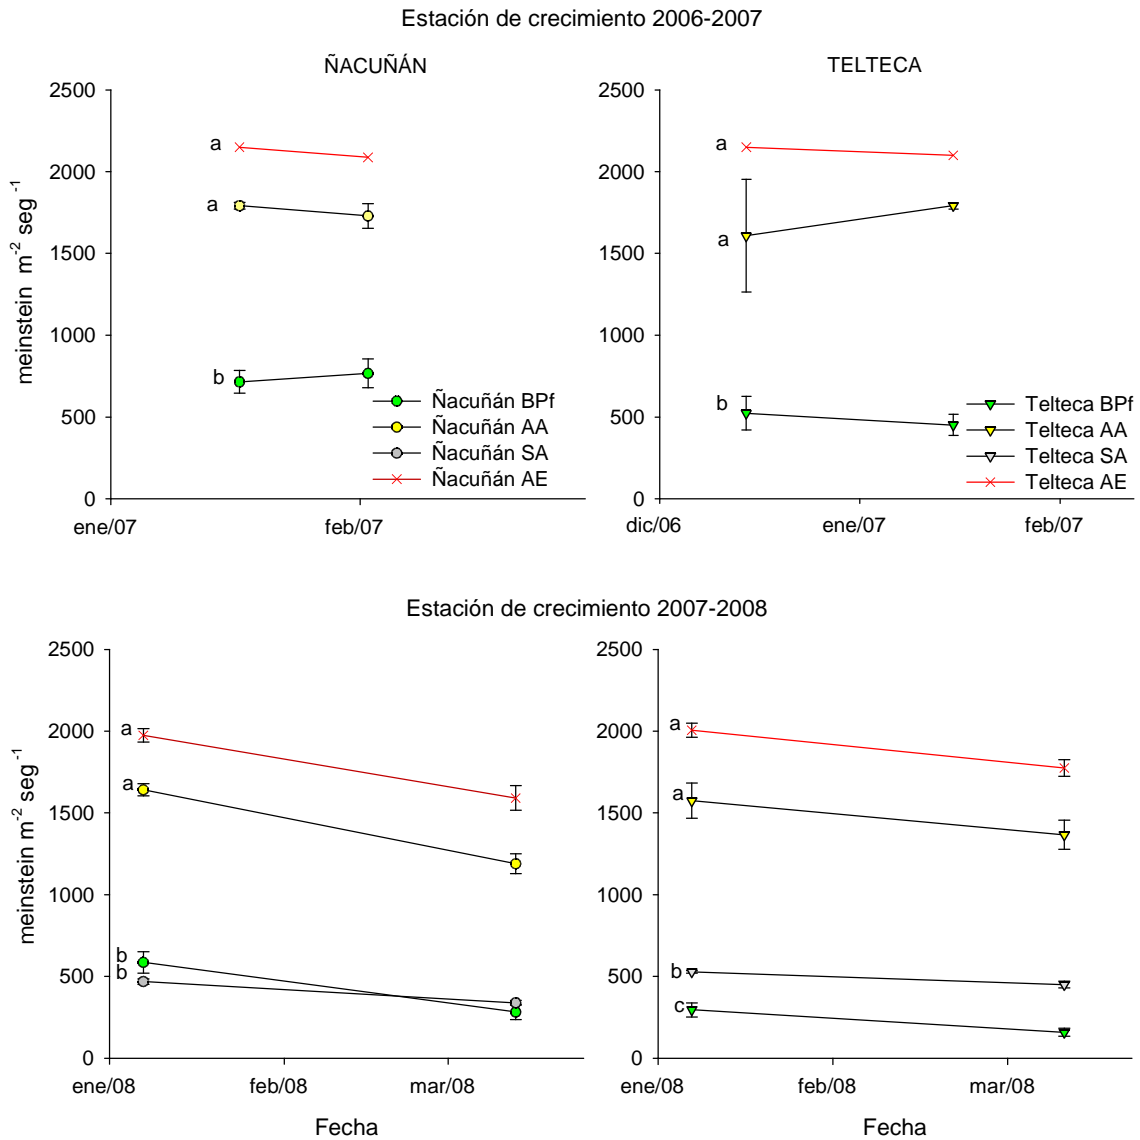 Estación de crecimiento 2006-2007
ÑACUÑÁN
TELTECA
meinstein m-2 seg-1
2500
2000
1500
1000
500
0
a
a
b
Ñacuñán BPf
Ñacuñán AA
Ñacuñán SA
Ñacuñán AE
ene/07
feb/07
2500
2000
1500
1000
500
0
a
a
b
Telteca BPf
Telteca AA
Telteca SA
Telteca AE
dic/06
ene/07
feb/07
Estación de crecimiento 2007-2008
meinstein m-2 seg-1
2500
2000
1500
1000
500
0
a
a
b
b
ene/08
feb/08
mar/08
Fecha
2500
2000
1500
1000
500
0
a
a
b
c
ene/08
feb/08
mar/08
Fecha